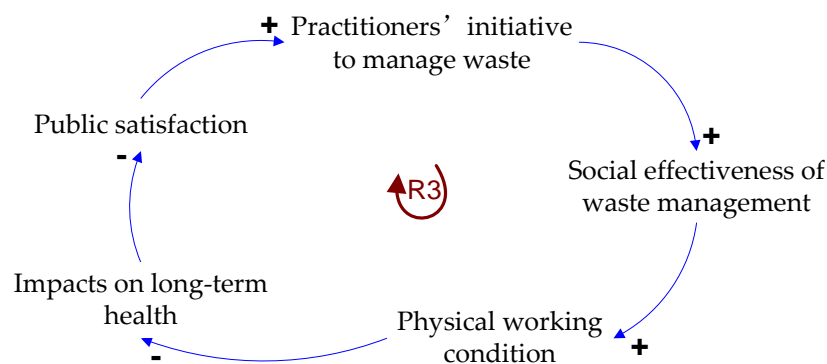 + Practitioners’ initiative
to manage waste
Public satisfaction
-
+
Social effectiveness of
waste management
R3
Impacts on long-term
health
-
Physical working
condition
+